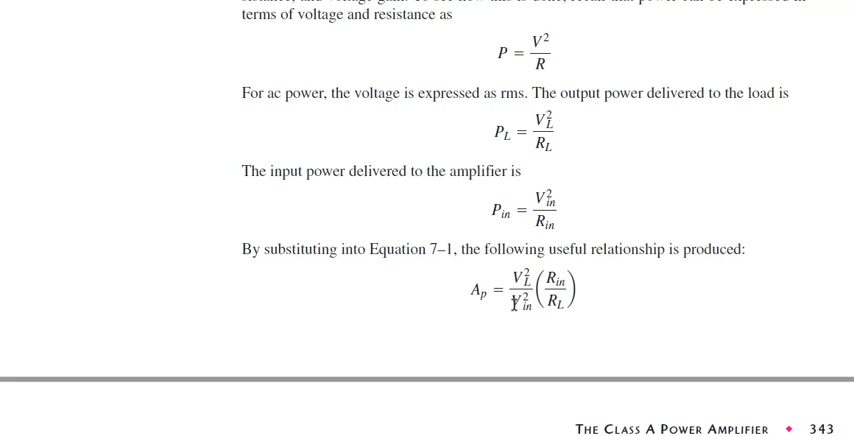 terms of voltage and resistance as
P = V²/R
For ac power, the voltage is expressed as rms. The output power delivered to the load is
P_L = V_L²/R_L
The input power delivered to the amplifier is
P_in = V_in²/R_in
By substituting into Equation 7–1, the following useful relationship is produced:
A_p = V_L²/V_in² (R_in/R_L)
THE CLASS A POWER AMPLIFIER ◆ 343